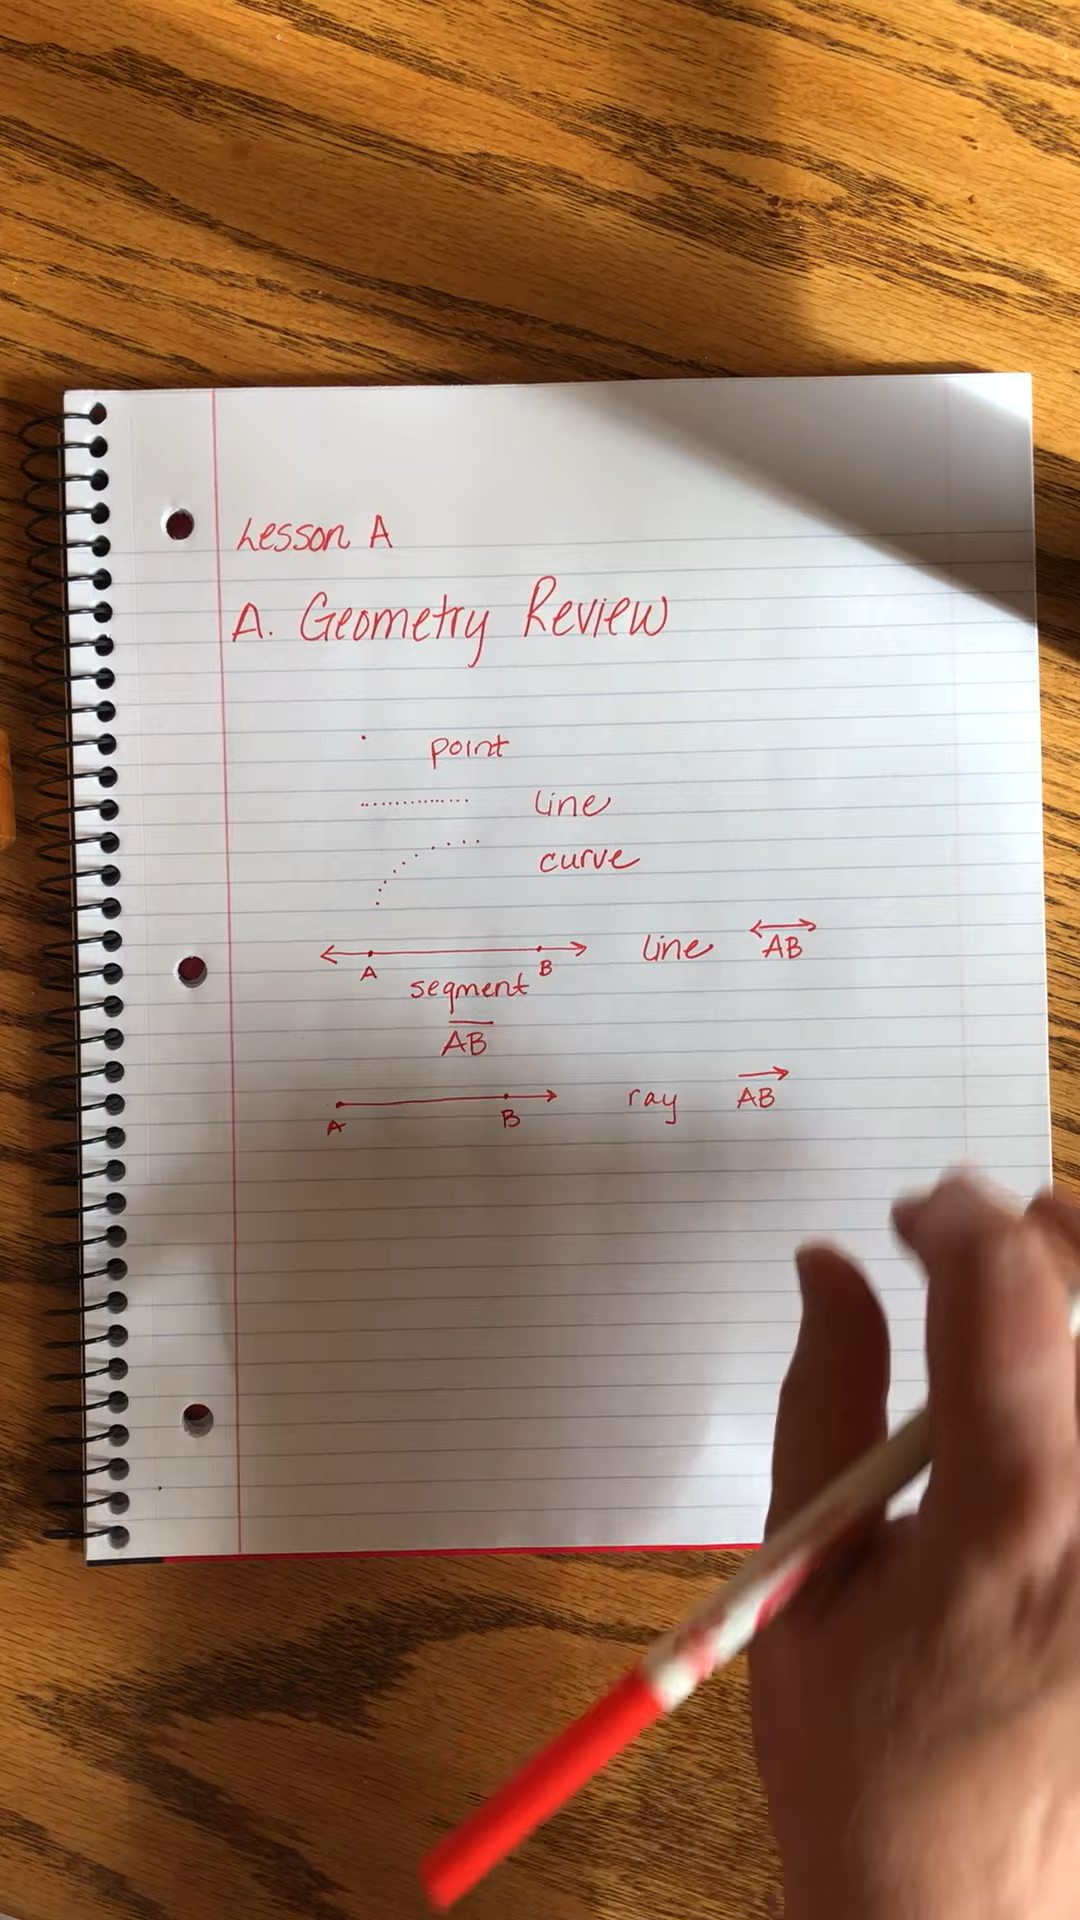 Lesson A
A. Geometry Review
point
line
curve
A B line AB
segment
AB
A B ray AB